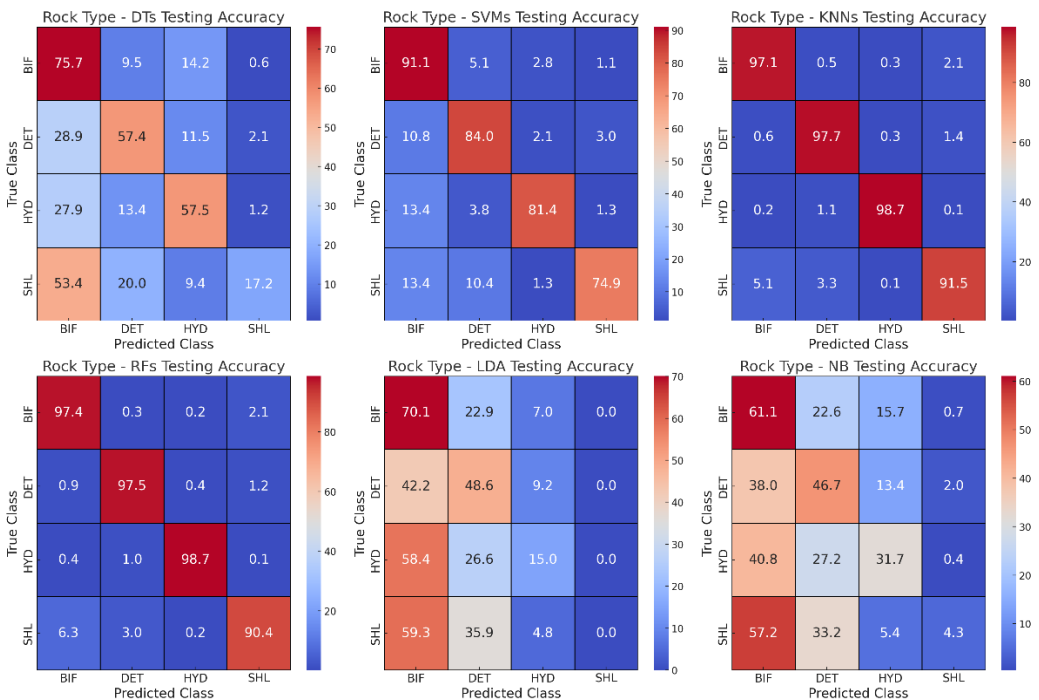 Rock Type - DTs Testing Accuracy
BIF 75.7 9.5 14.2 0.6
DET 28.9 57.4 11.5 2.1
HYD 27.9 13.4 57.5 1.2
SHL 53.4 20.0 9.4 17.2
BIF DET HYD SHL
True Class
Predicted Class
70
60
50
40
30
20
10
Rock Type - SVMs Testing Accuracy
BIF 91.1 5.1 2.8 1.1
DET 10.8 84.0 2.1 3.0
HYD 13.4 3.8 81.4 1.3
SHL 13.4 10.4 1.3 74.9
BIF DET HYD SHL
True Class
Predicted Class
90
80
70
60
50
40
30
20
10
Rock Type - KNNs Testing Accuracy
BIF 97.1 0.5 0.3 2.1
DET 0.6 97.7 0.3 1.4
HYD 0.2 1.1 98.7 0.1
SHL 5.1 3.3 0.1 91.5
BIF DET HYD SHL
True Class
Predicted Class
80
60
40
20
Rock Type - RFs Testing Accuracy
BIF 97.4 0.3 0.2 2.1
DET 0.9 97.5 0.4 1.2
HYD 0.4 1.0 98.7 0.1
SHL 6.3 3.0 0.2 90.4
BIF DET HYD SHL
True Class
Predicted Class
80
60
40
20
Rock Type - LDA Testing Accuracy
BIF 70.1 22.9 7.0 0.0
DET 42.2 48.6 9.2 0.0
HYD 58.4 26.6 15.0 0.0
SHL 59.3 35.9 4.8 0.0
BIF DET HYD SHL
True Class
Predicted Class
70
60
50
40
30
20
10
0
Rock Type - NB Testing Accuracy
BIF 61.1 22.6 15.7 0.7
DET 38.0 46.7 13.4 2.0
HYD 40.8 27.2 31.7 0.4
SHL 57.2 33.2 5.4 4.3
BIF DET HYD SHL
True Class
Predicted Class
60
50
40
30
20
10